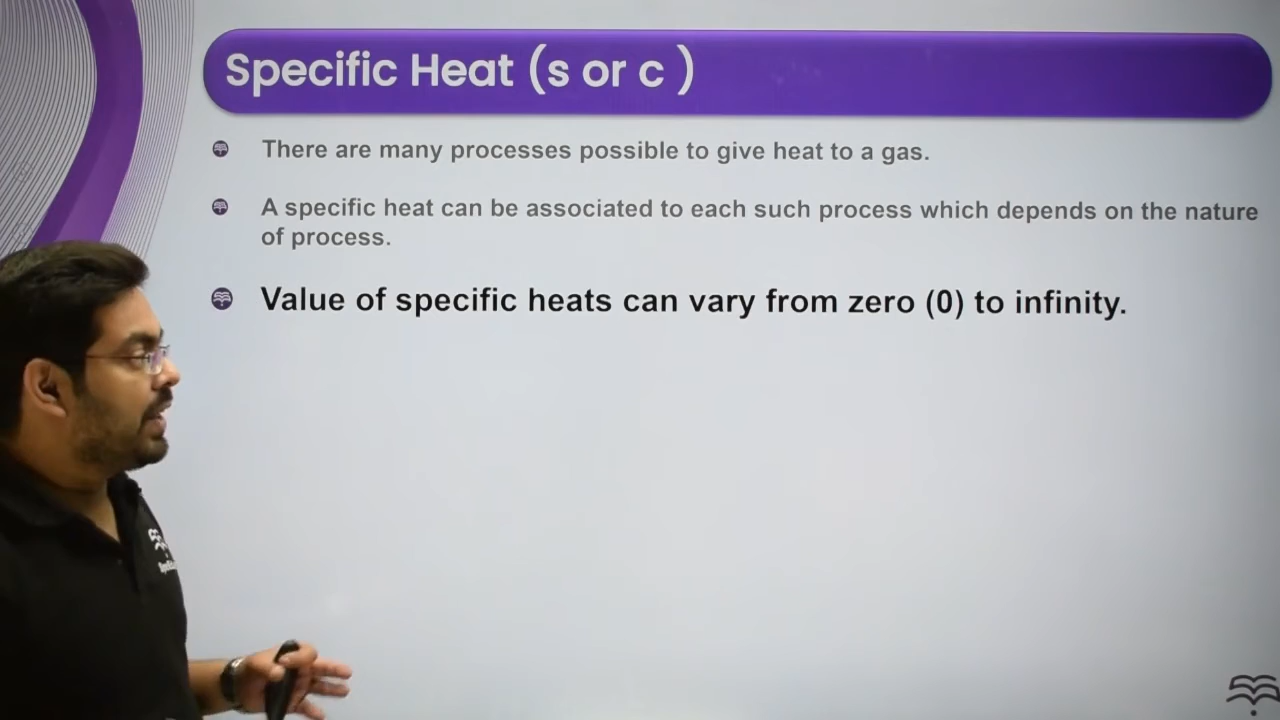 Specific Heat (s or c )
There are many processes possible to give heat to a gas.
A specific heat can be associated to each such process which depends on the nature
of process.
Value of specific heats can vary from zero (0) to infinity.